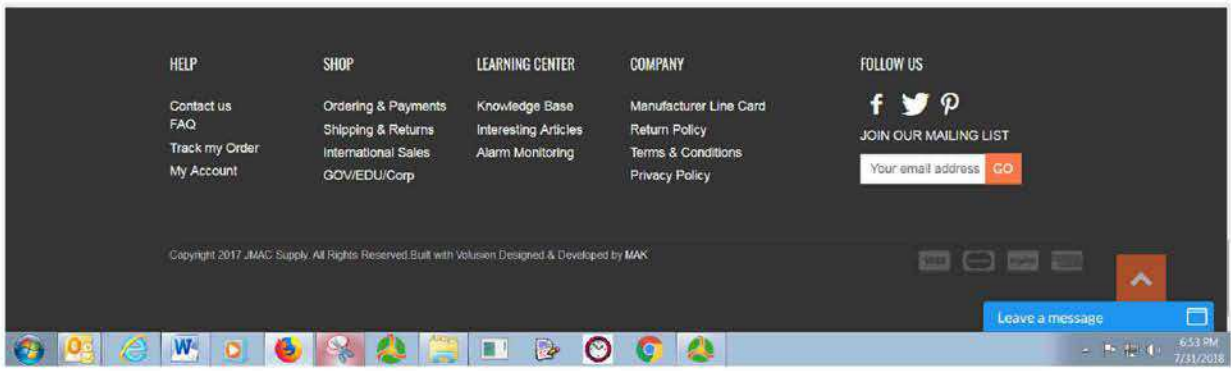 HELP
Contact us
FAQ
Track my Order
My Account
SHOP
Ordering & Payments
Shipping & Returns
International Sales
GOV/EDU/Corp
LEARNING CENTER
Knowledge Base
Interesting Articles
Alarm Monitoring
COMPANY
Manufacturer Line Card
Return Policy
Terms & Conditions
Privacy Policy
FOLLOW US
JOIN OUR MAILING LIST
Your email address GO
Copyright 2017 JMAC Supply. All Rights Reserved.Built with Volusion Designed & Developed by MAK
Leave a message
6:53 PM
7/31/2018